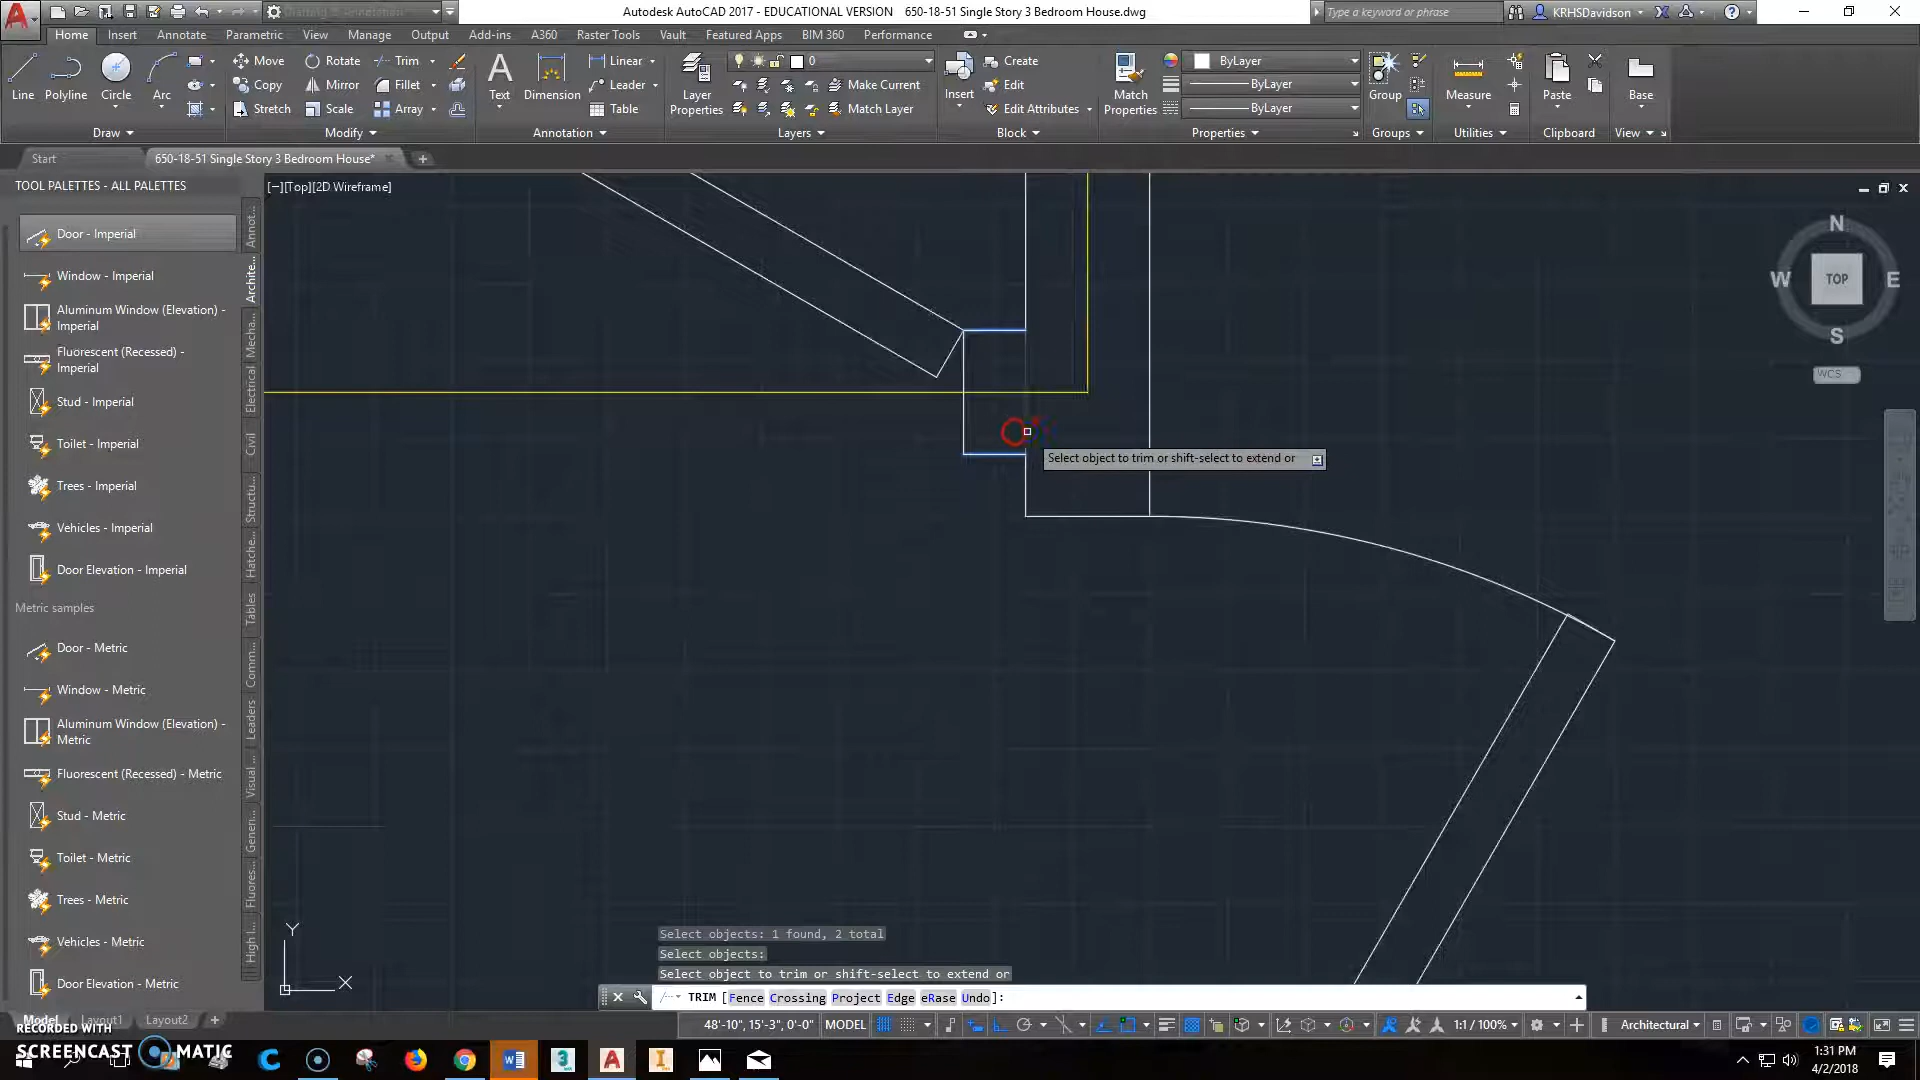 Drafting & Annotation
Autodesk AutoCAD 2017 - EDUCATIONAL VERSION 650-18-51 Single Story 3 Bedroom House.dwg
Type a keyword or phrase
KRHSDavidson
Home Insert Annotate Parametric View Manage Output Add-ins A360 Raster Tools Vault Featured Apps BIM 360 Performance
Line Polyline Circle Arc
Move Rotate Trim
Copy Mirror Fillet
Stretch Scale Array
Text Dimension
Linear
Leader
Table
Layer Properties
0
Make Current
Match Layer
Insert
Create
Edit
Edit Attributes
Match Properties
ByLayer
ByLayer
ByLayer
Group
Measure
Paste
Base
Draw Modify Annotation Layers Block Properties Groups Utilities Clipboard View
Start
650-18-51 Single Story 3 Bedroom House*
TOOL PALETTES - ALL PALETTES
[−][Top][2D Wireframe]
Door - Imperial
Window - Imperial
Aluminum Window (Elevation) -
Imperial
Fluorescent (Recessed) -
Imperial
Stud - Imperial
Toilet - Imperial
Trees - Imperial
Vehicles - Imperial
Door Elevation - Imperial
Metric samples
Door - Metric
Window - Metric
Aluminum Window (Elevation) -
Metric
Fluorescent (Recessed) - Metric
Stud - Metric
Toilet - Metric
Trees - Metric
Vehicles - Metric
Door Elevation - Metric
Annot...
Archite...
Mecha...
Electrical
Civil
Structu...
Hatche...
Tables
Comm...
Leaders
Visual ...
Generi...
Fluores...
High I...
N
W TOP E
S
WCS
Select object to trim or shift-select to extend or
Y
X
Select objects: 1 found, 2 total
Select objects:
Select object to trim or shift-select to extend or
TRIM [Fence Crossing Project Edge eRase Undo]:
Model Layout1 Layout2
48'-10", 15'-3", 0'-0" MODEL
1:1 / 100%
Architectural
RECORDED WITH
SCREENCAST MATIC
1:31 PM
4/2/2018